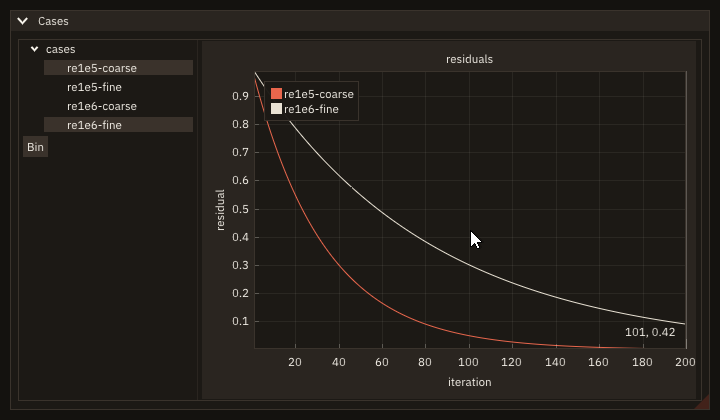 Cases
cases
re1e5-coarse
re1e5-fine
re1e6-coarse
re1e6-fine
Bin
residuals
re1e5-coarse
re1e6-fine
0.9
0.8
0.7
0.6
0.5
0.4
0.3
0.2
0.1
residual
101, 0.42
20 40 60 80 100 120 140 160 180 200
iteration